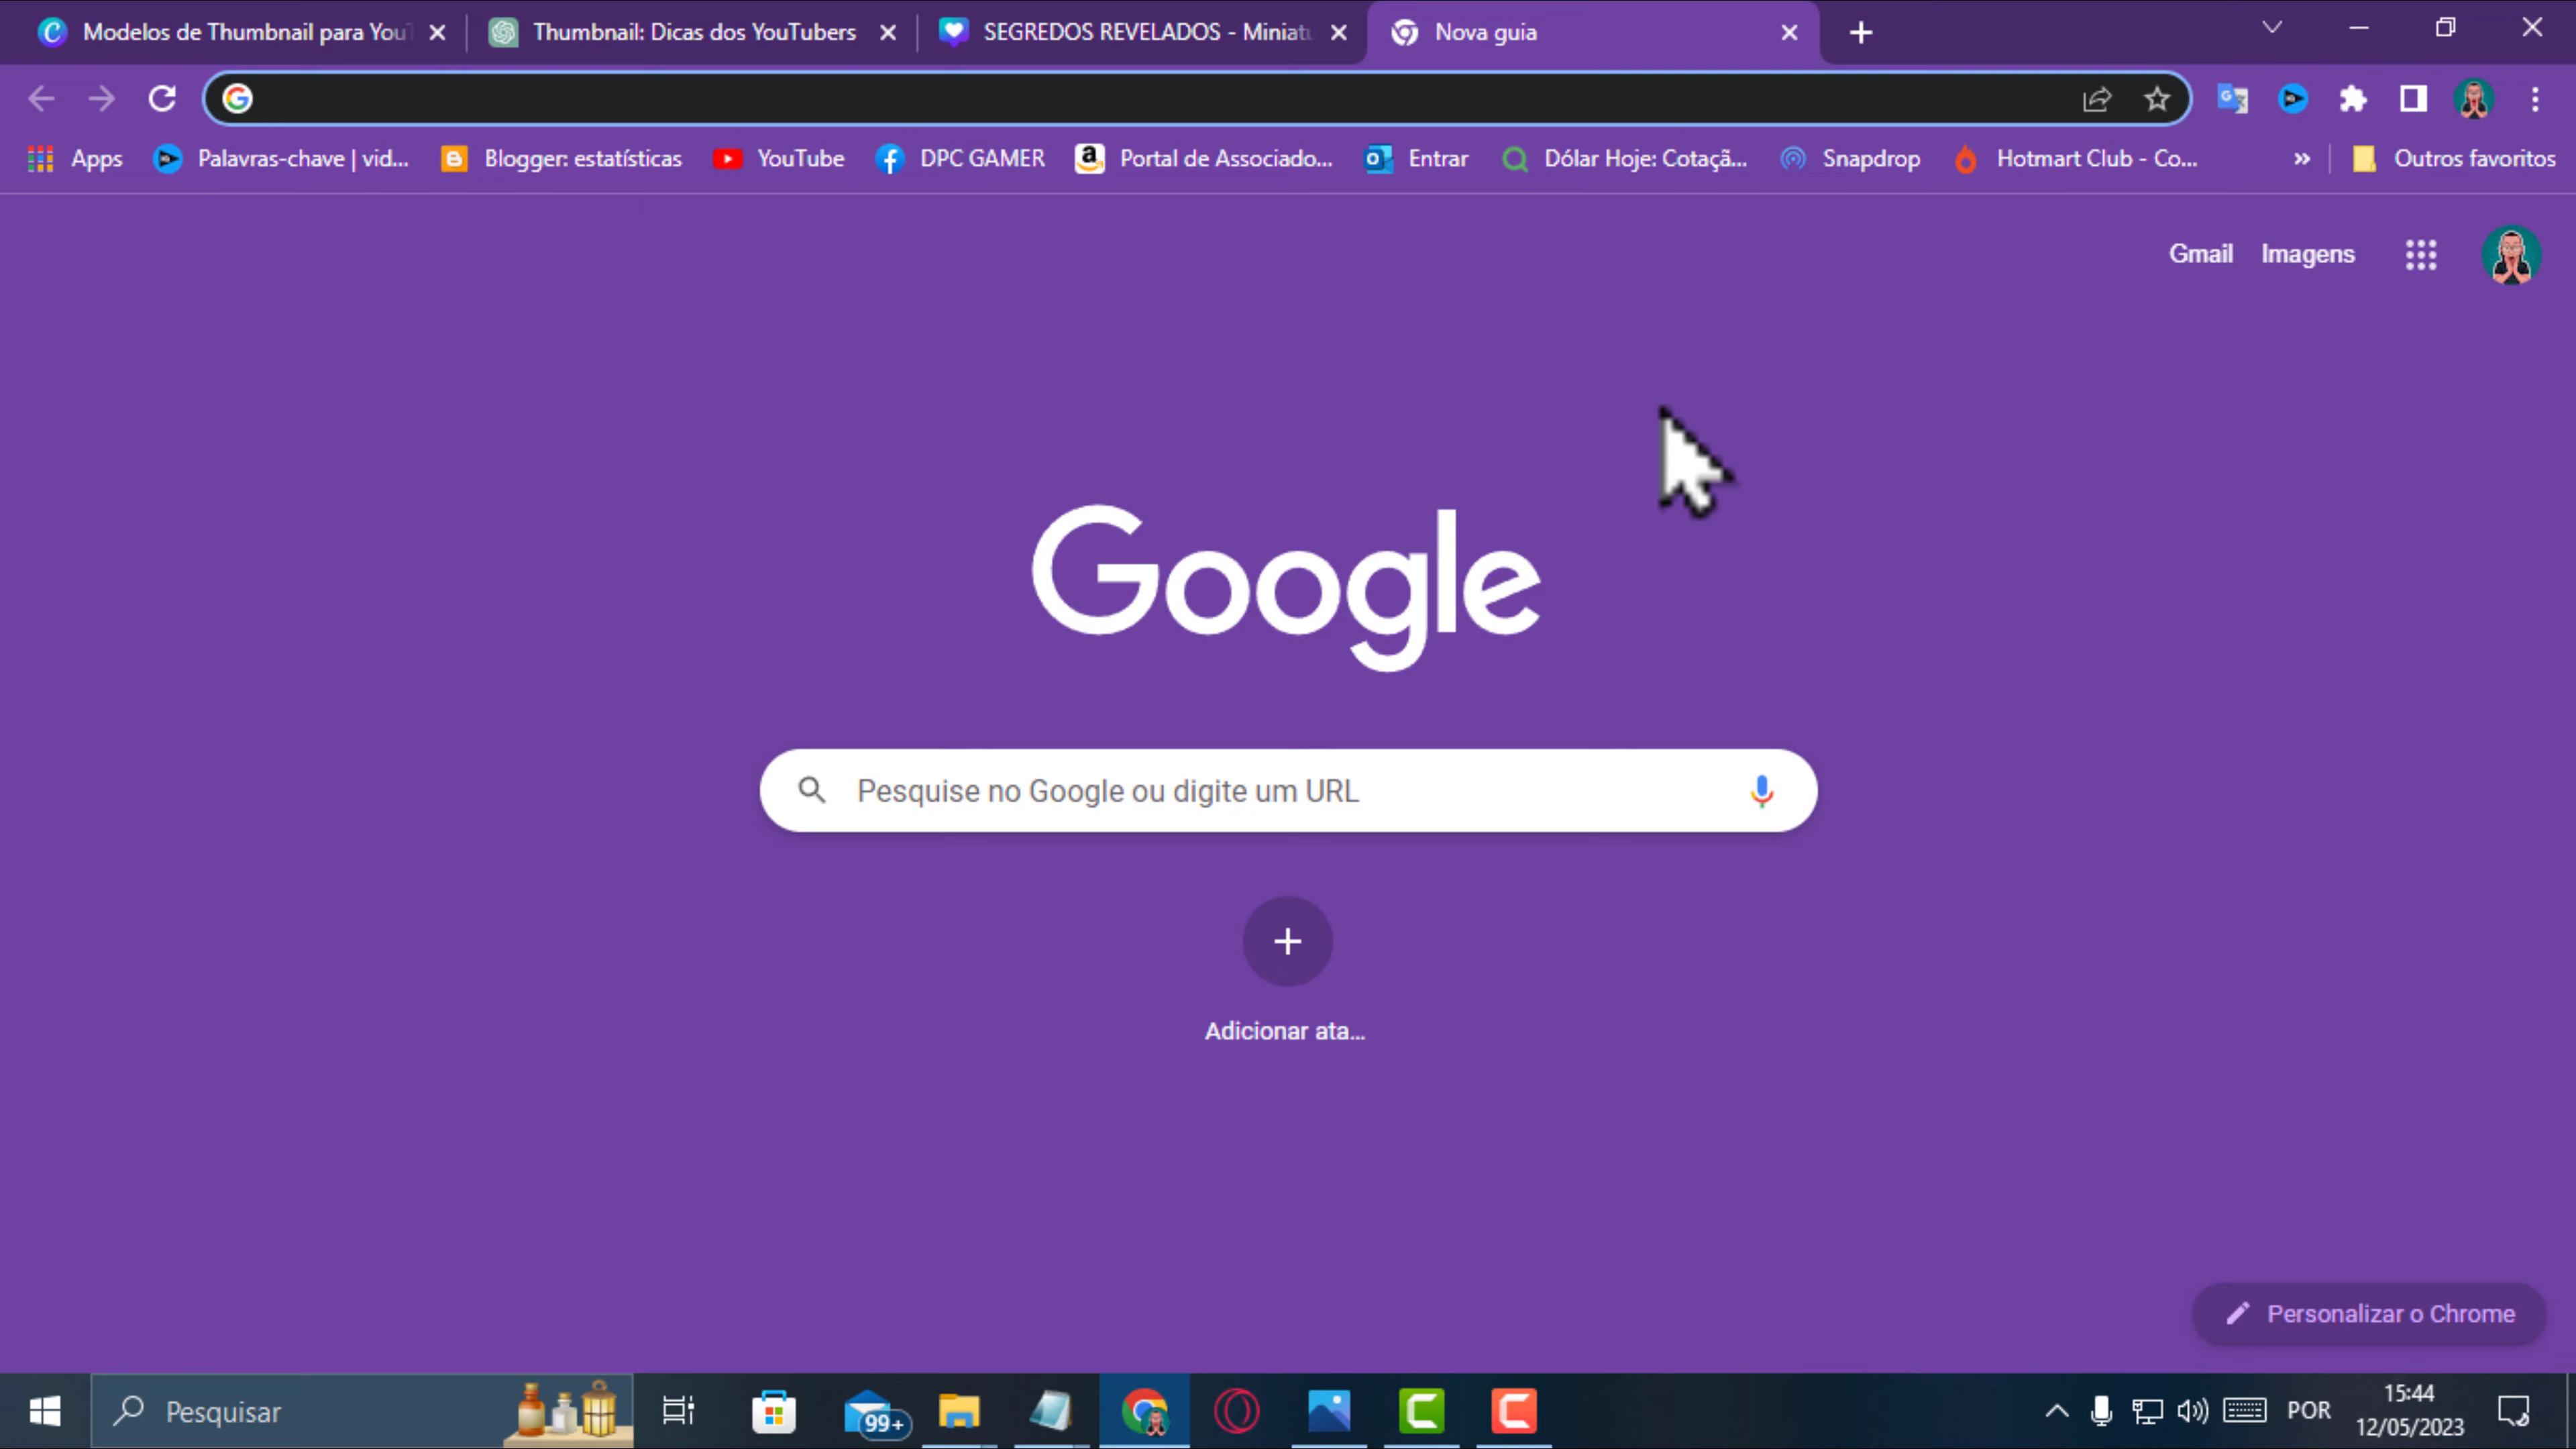 Modelos de Thumbnail para YouT
Thumbnail: Dicas dos YouTubers
SEGREDOS REVELADOS - Miniatu
Nova guia
Apps
Palavras-chave | vid...
Blogger: estatísticas
YouTube
DPC GAMER
Portal de Associado...
Entrar
Dólar Hoje: Cotaçã...
Snapdrop
Hotmart Club - Co...
»
Outros favoritos
Gmail
Imagens
Google
Pesquise no Google ou digite um URL
Adicionar ata...
Personalizar o Chrome
Pesquisar
99+
POR
15:44
12/05/2023